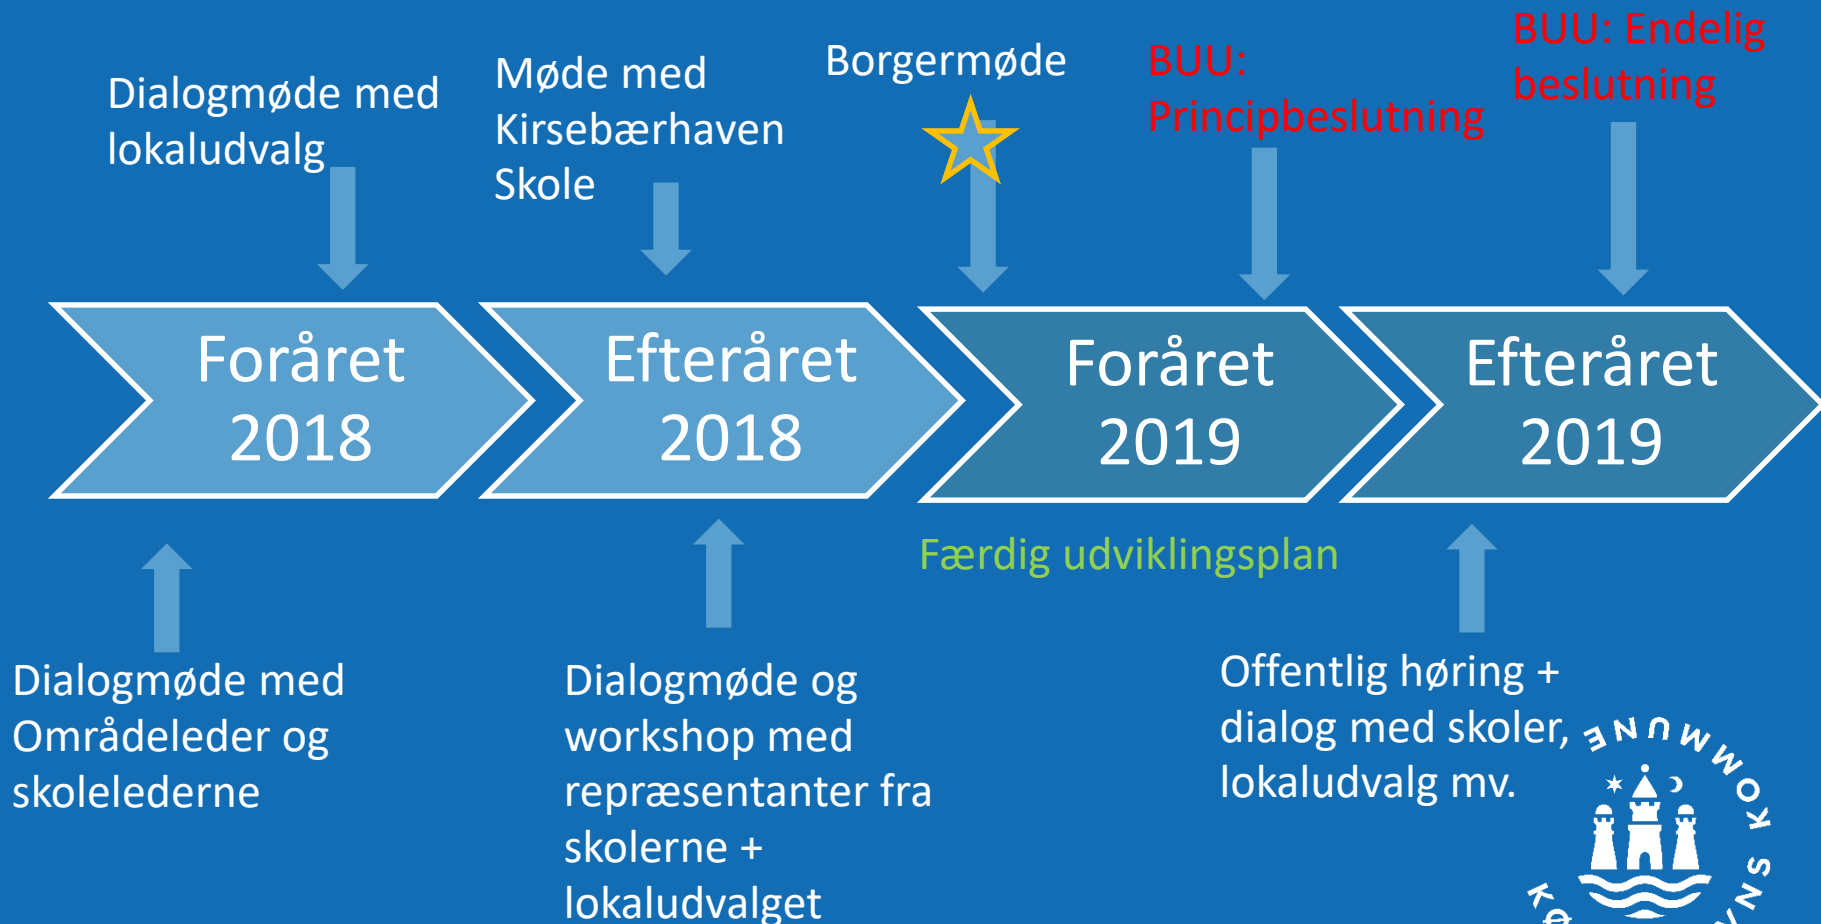 Dialogmøde med
lokaludvalg
Møde med
Kirsebærhaven
Skole
Borgermøde
BUU:
Principbeslutning
BUU: Endelig
beslutning
Foråret
2018
Efteråret
2018
Foråret
2019
Efteråret
2019
Færdig udviklingsplan
Dialogmøde med
Områdeleder og
skolelederne
Dialogmøde og
workshop med
repræsentanter fra
skolerne +
lokaludvalget
Offentlig høring +
dialog med skoler,
lokaludvalg mv.
KOMMUNE